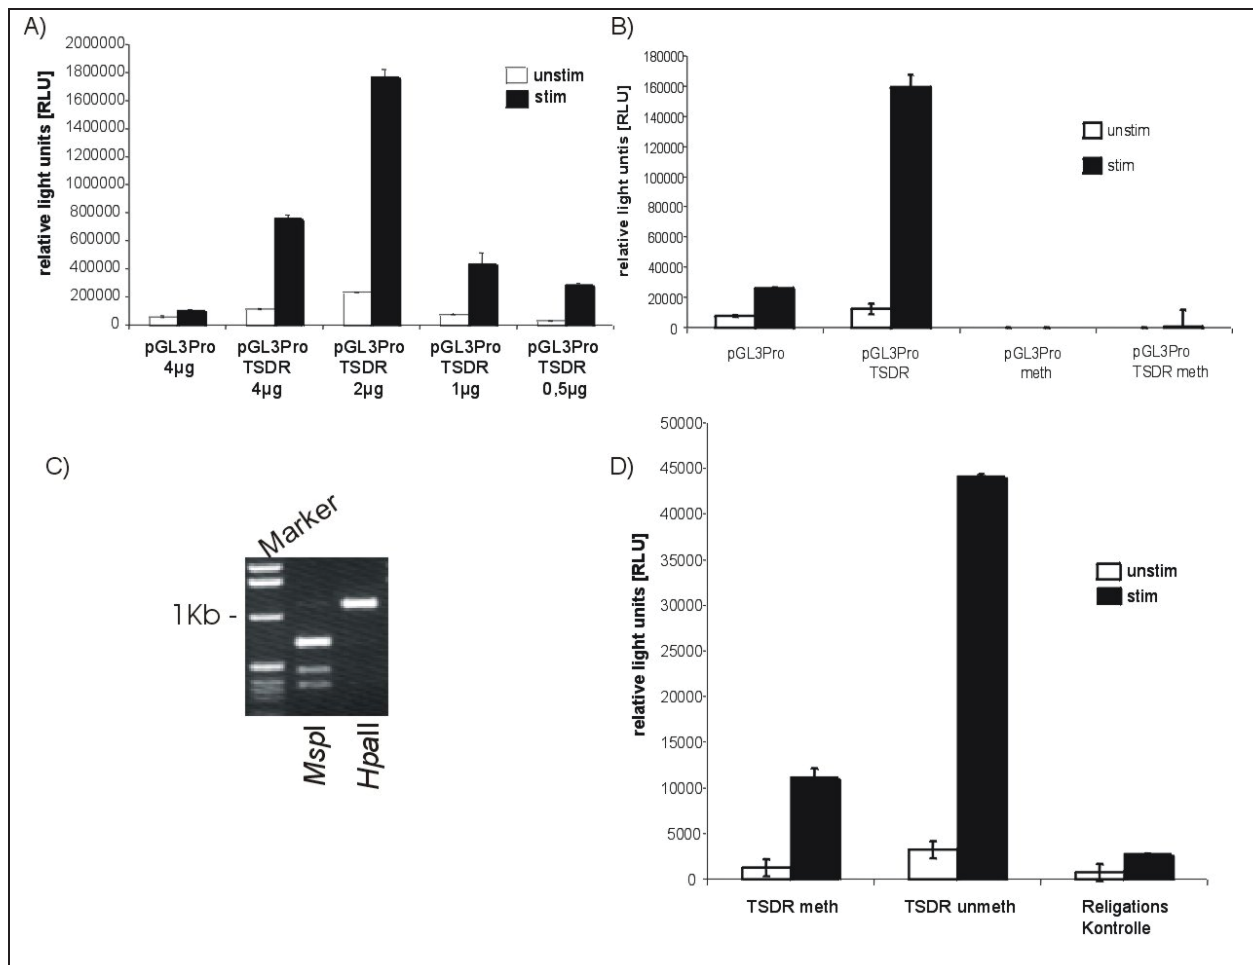 A)
relative light units [RLU]
2000000
1800000
1600000
1400000
1200000
1000000
800000
600000
400000
200000
0
unstim
stim
pGL3Pro pGL3Pro pGL3Pro pGL3Pro pGL3Pro
4µg TSDR TSDR TSDR TSDR
4µg 2µg 1µg 0,5µg
B)
relative light untis [RLU]
180000
160000
140000
120000
100000
80000
60000
40000
20000
0
unstim
stim
pGL3Pro pGL3Pro pGL3Pro pGL3Pro
TSDR meth TSDR meth
C)
Marker
1Kb -
MspI
HpaII
D)
relative light units [RLU]
50000
45000
40000
35000
30000
25000
20000
15000
10000
5000
0
unstim
stim
TSDR meth TSDR unmeth Religations
Kontrolle